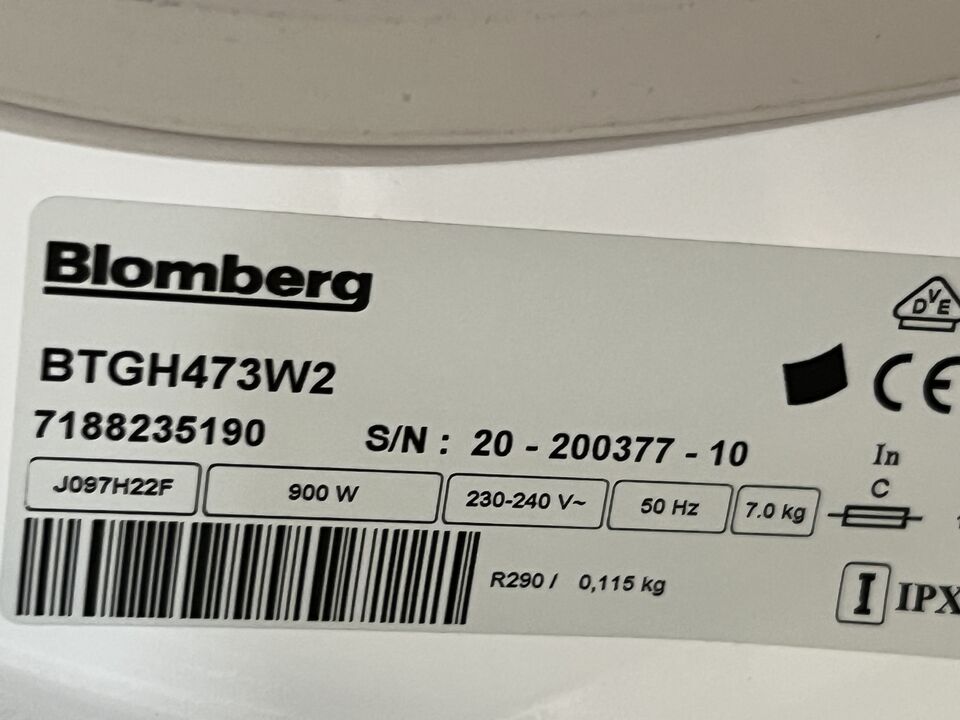 Blomberg
DVE
BTGH473W2
CE
7188235190
S/N : 20 - 200377 - 10
In
C
J097H22F
900 W
230-240 V~
50 Hz
7.0 kg
R290 / 0,115 kg
I
IPX